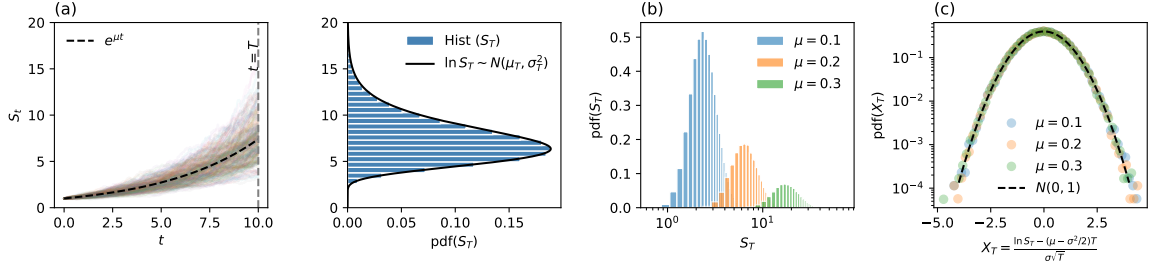 (a)
20
15
10
5
0
S_t
e^{μt}
t = T
0.0 2.5 5.0 7.5 10.0
t
20
15
10
5
0
Hist (S_T)
ln S_T ~ N(μ_T, σ_T^2)
0.00 0.05 0.10 0.15
pdf(S_T)
(b)
0.5
0.4
0.3
0.2
0.1
0.0
pdf(S_T)
μ = 0.1
μ = 0.2
μ = 0.3
10^0 10^1
S_T
(c)
10^{-1}
10^{-2}
10^{-3}
10^{-4}
pdf(X_T)
μ = 0.1
μ = 0.2
μ = 0.3
N(0, 1)
−5.0 −2.5 0.0 2.5
X_T = \frac{ln S_T − (μ − σ^2/2)T}{σ\sqrt{T}}